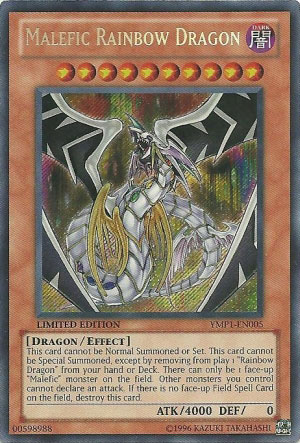 MALEFIC RAINBOW DRAGON
DARK
闇
LIMITED EDITION
YMP1-EN005
[DRAGON/EFFECT]
This card cannot be Normal Summoned or Set. This card cannot
be Special Summoned, except by removing from play 1 "Rainbow
Dragon" from your hand or Deck. There can only be 1 face-up
"Malefic" monster on the field. Other monsters you control
cannot declare an attack. If there is no face-up Field Spell Card
on the field, destroy this card.
ATK/4000 DEF/ 0
00598988
©1996 KAZUKI TAKAHASHI